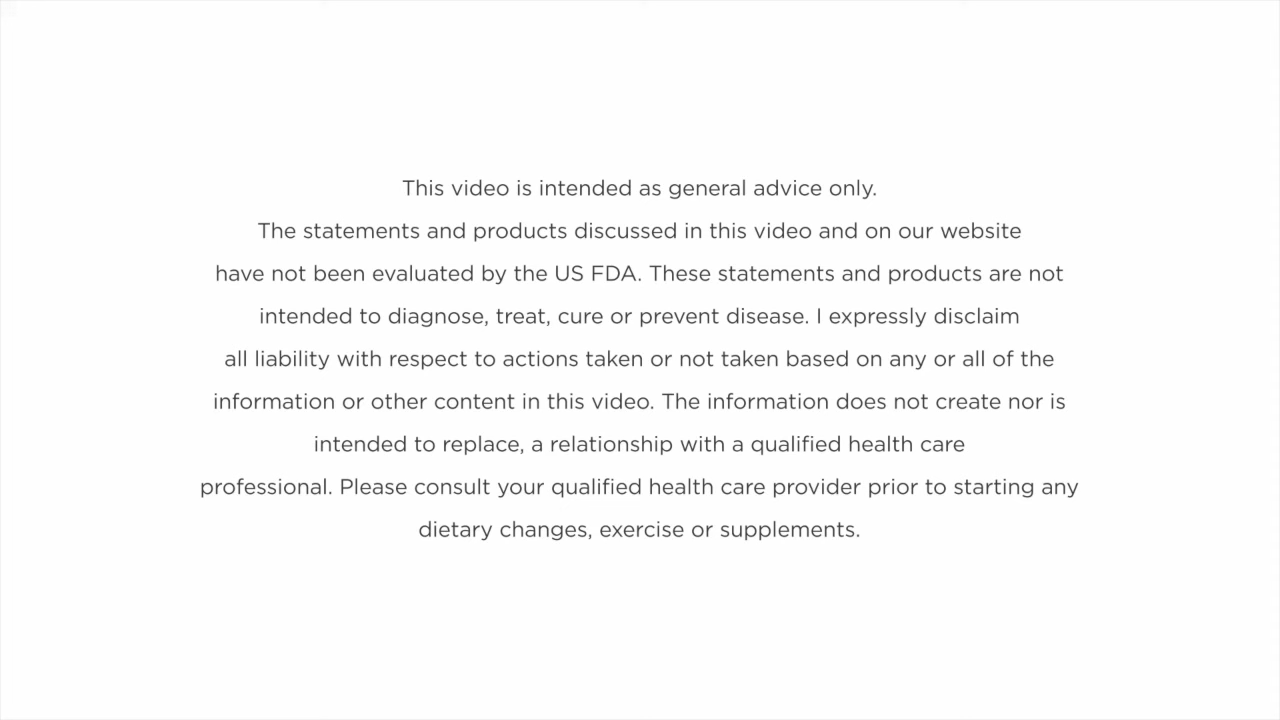 This video is intended as general advice only.
The statements and products discussed in this video and on our website
have not been evaluated by the US FDA. These statements and products are not
intended to diagnose, treat, cure or prevent disease. I expressly disclaim
all liability with respect to actions taken or not taken based on any or all of the
information or other content in this video. The information does not create nor is
intended to replace, a relationship with a qualified health care
professional. Please consult your qualified health care provider prior to starting any
dietary changes, exercise or supplements.